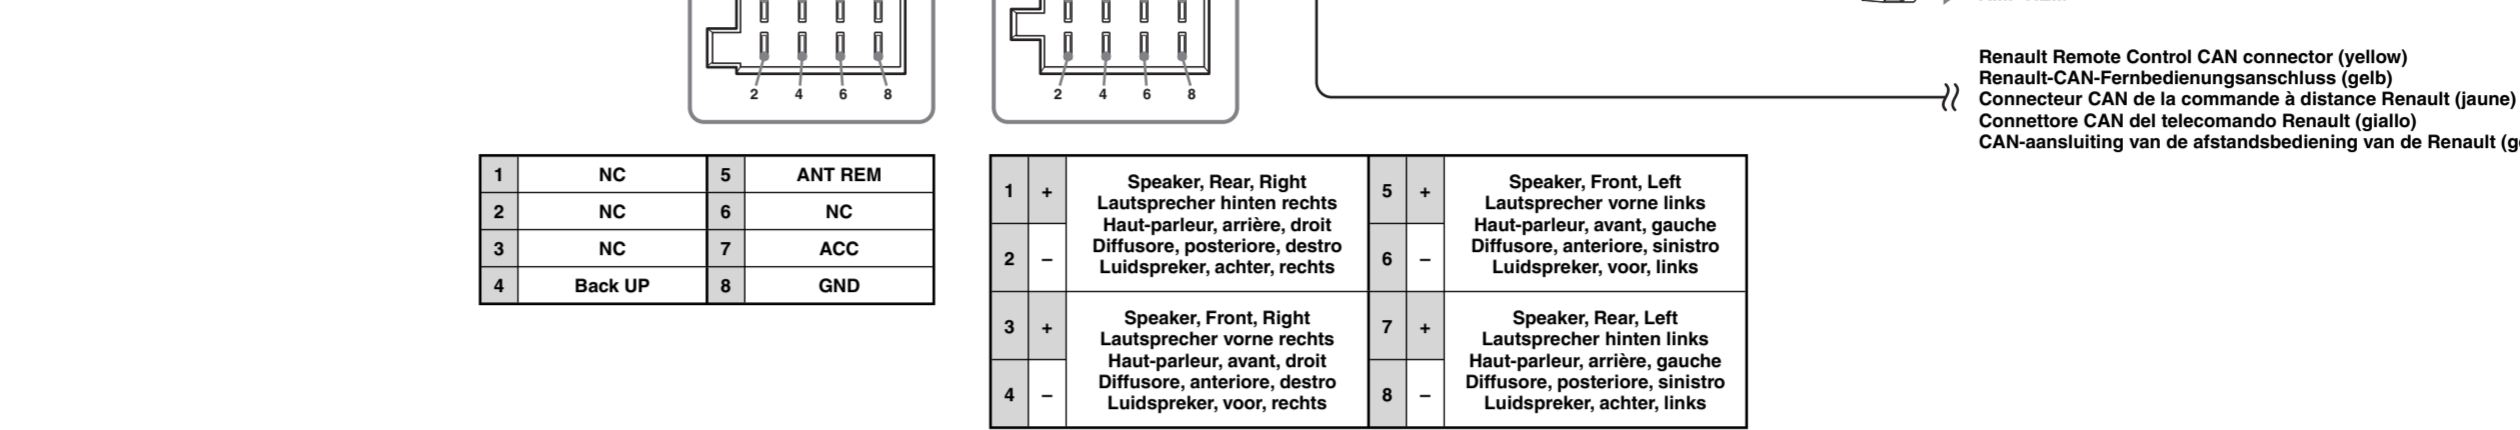 2 4 6 8
2 4 6 8
Renault Remote Control CAN connector (yellow)
Renault-CAN-Fernbedienungsanschluss (gelb)
Connecteur CAN de la commande à distance Renault (jaune)
Connettore CAN del telecomando Renault (giallo)
CAN-aansluiting van de afstandsbediening van de Renault
1 NC 5 ANT REM
2 NC 6 NC
3 NC 7 ACC
4 Back UP 8 GND
1 +
2 –
Speaker, Rear, Right
Lautsprecher hinten rechts
Haut-parleur, arrière, droit
Diffusore, posteriore, destro
Luidspreker, achter, rechts
5 +
6 –
Speaker, Front, Left
Lautsprecher vorne links
Haut-parleur, avant, gauche
Diffusore, anteriore, sinistro
Luidspreker, voor, links
3 +
4 –
Speaker, Front, Right
Lautsprecher vorne rechts
Haut-parleur, avant, droit
Diffusore, anteriore, destro
Luidspreker, voor, rechts
7 +
8 –
Speaker, Rear, Left
Lautsprecher hinten links
Haut-parleur, arrière, gauche
Diffusore, posteriore, sinistro
Luidspreker, achter, links